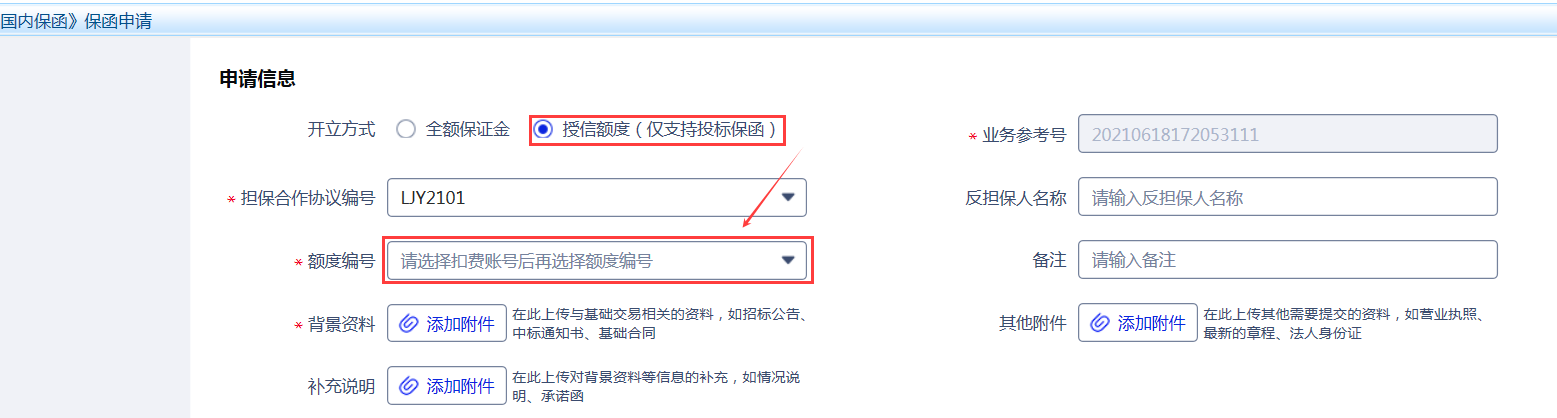 国内保函》保函申请
申请信息
开立方式 全额保证金 授信额度（仅支持投标保函）
* 业务参考号 20210618172053111
* 担保合作协议编号 LJY2101
反担保人名称 请输入反担保人名称
* 额度编号 请选择扣费账号后再选择额度编号
备注 请输入备注
* 背景资料 添加附件 在此上传与基础交易相关的资料，如招标公告、
中标通知书、基础合同
其他附件 添加附件 在此上传其他需要提交的资料，如营业执照、
最新的章程、法人身份证
补充说明 添加附件 在此上传对背景资料等信息的补充，如情况说
明、承诺函